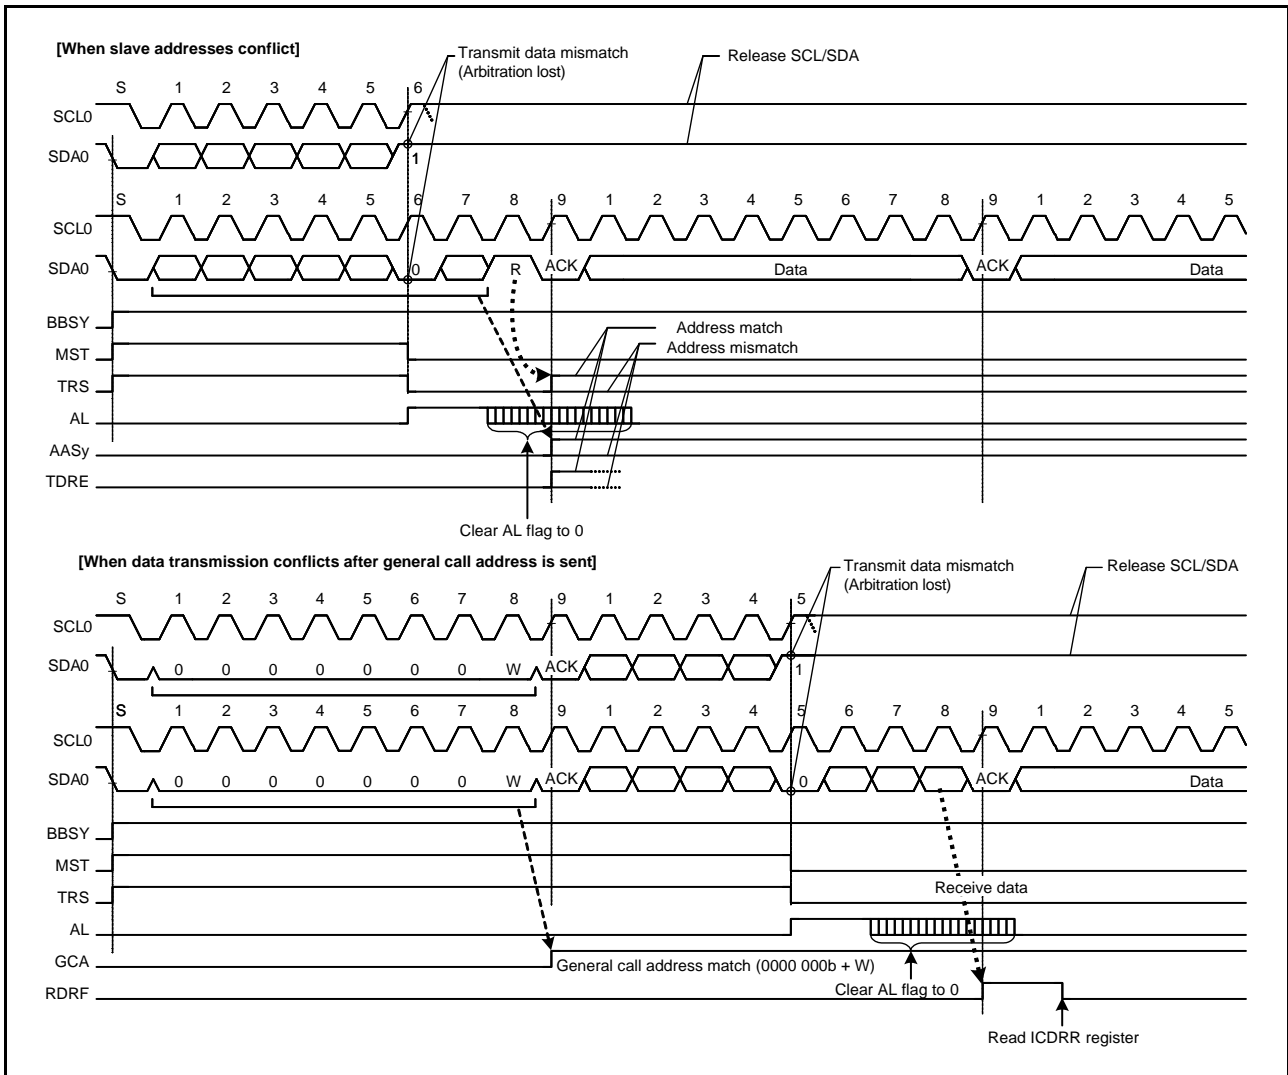 [When slave addresses conflict]
Transmit data mismatch
(Arbitration lost)
Release SCL/SDA
S 1 2 3 4 5 6
SCL0
SDA0
1
S 1 2 3 4 5 6 7 8 9 1 2 3 4 5 6 7 8 9 1 2 3 4 5
SCL0
SDA0 0 R ACK Data ACK Data
BBSY
Address match
MST
Address mismatch
TRS
AL
AASy
TDRE
Clear AL flag to 0
[When data transmission conflicts after general call address is sent]
Transmit data mismatch
(Arbitration lost)
Release SCL/SDA
S 1 2 3 4 5 6 7 8 9 1 2 3 4 5
SCL0
SDA0 0 0 0 0 0 0 0 W ACK 1
S 1 2 3 4 5 6 7 8 9 1 2 3 4 5 6 7 8 9 1 2 3 4 5
SCL0
SDA0 0 0 0 0 0 0 0 W ACK 0 ACK Data
BBSY
MST
TRS
Receive data
AL
GCA
General call address match (0000 000b + W)
Clear AL flag to 0
RDRF
Read ICDRR register